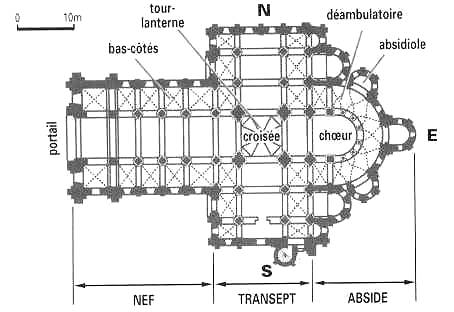 0 10m
tour-
lanterne
N
déambulatoire
absidiole
bas-côtés
portail
croisée
chœur
E
S
NEF
TRANSEPT
ABSIDE